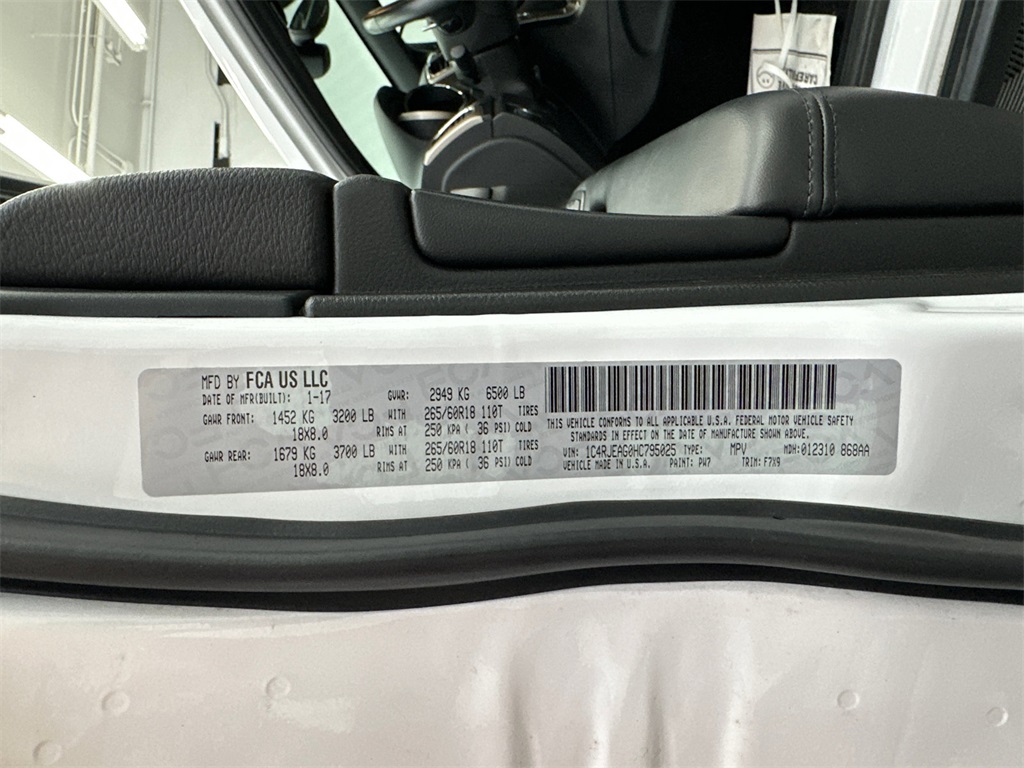 MFD BY FCA US LLC
DATE OF MFR(BUILT): 1-17 GVWR: 2949 KG 6500 LB
GAWR FRONT: 1452 KG 3200 LB WITH 265/60R18 110T TIRES
18X8.0 RIMS AT 250 KPA ( 36 PSI) COLD
GAWR REAR: 1679 KG 3700 LB WITH 265/60R18 110T TIRES
18X8.0 RIMS AT 250 KPA ( 36 PSI) COLD
THIS VEHICLE CONFORMS TO ALL APPLICABLE U.S.A. FEDERAL MOTOR VEHICLE SAFETY
STANDARDS IN EFFECT ON THE DATE OF MANUFACTURE SHOWN ABOVE.
VIN: 1C4RJEAG0HC795025 TYPE: MPV MDH: 012310 868AA
VEHICLE MADE IN U.S.A. PAINT: PW7 TRIM: F7X9